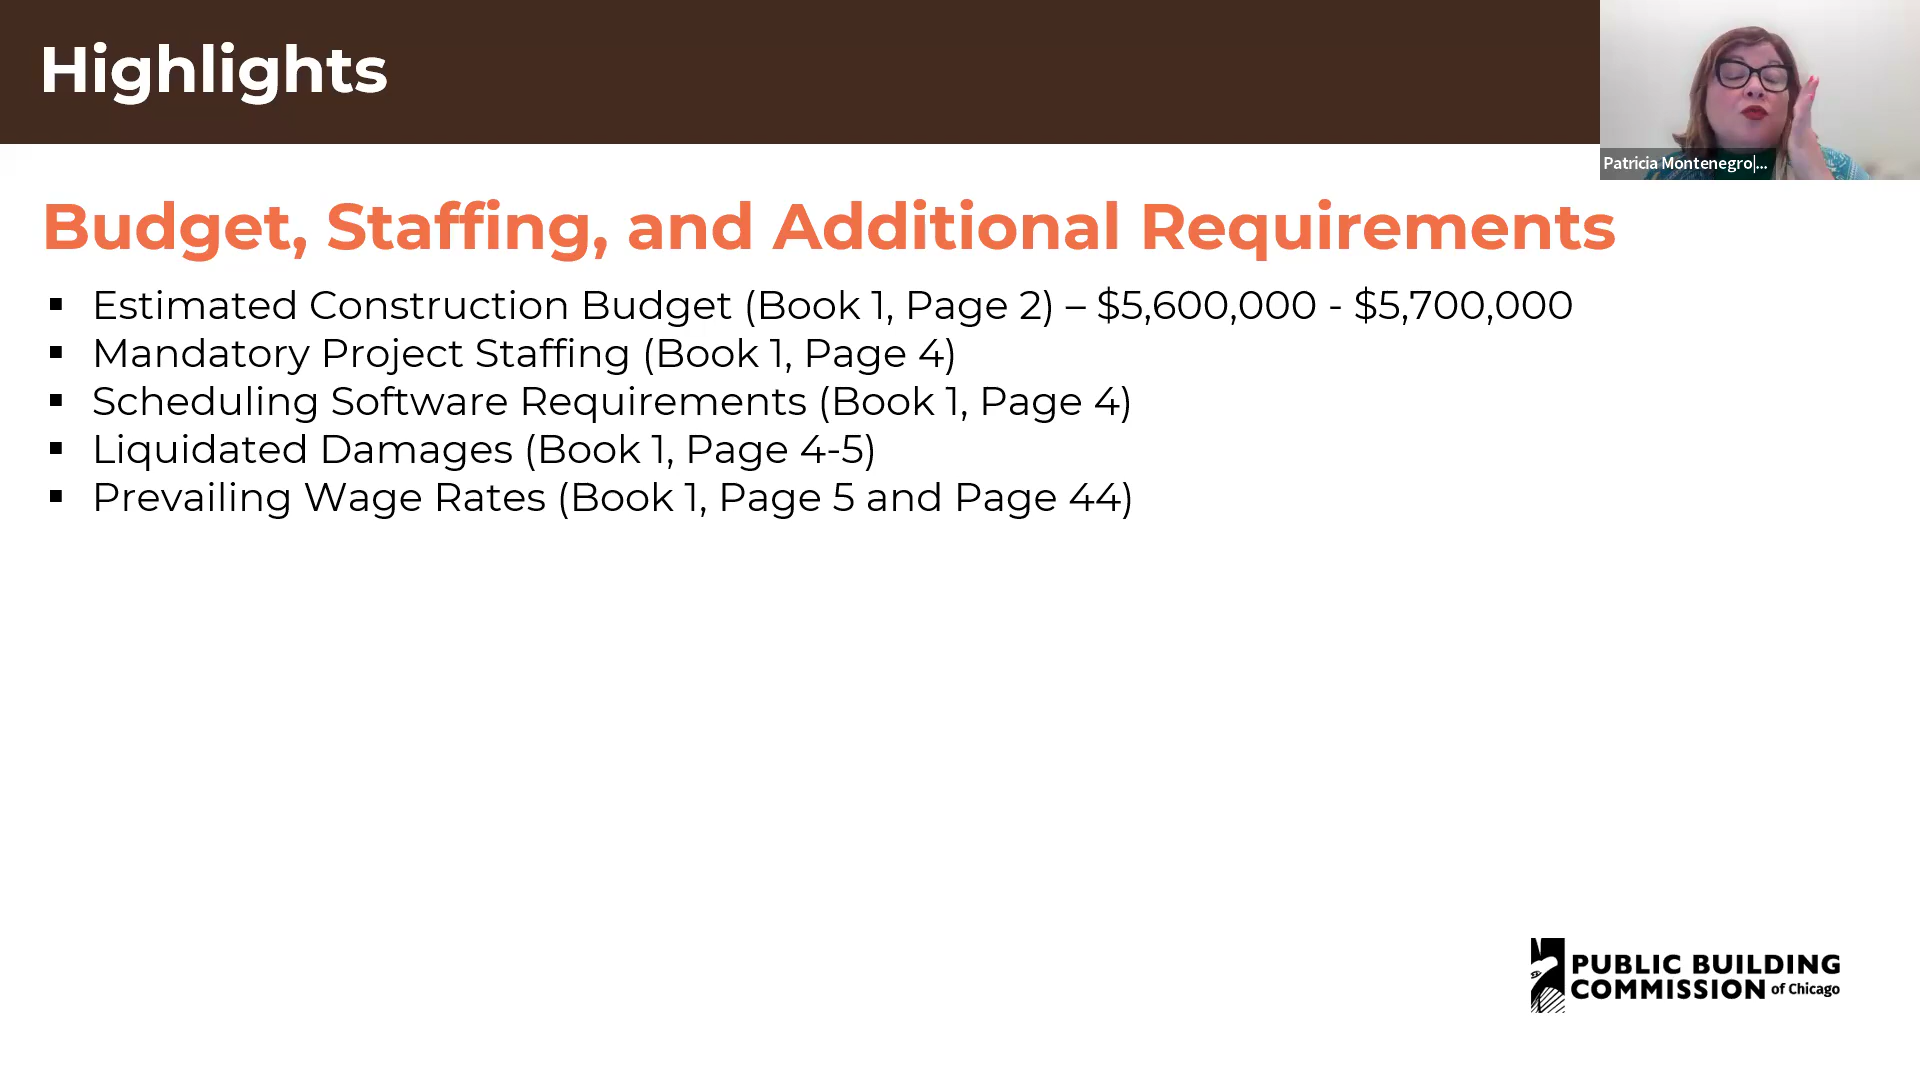 Highlights
Patricia Montenegro|...
Budget, Staffing, and Additional Requirements
▪ Estimated Construction Budget (Book 1, Page 2) – $5,600,000 - $5,700,000
▪ Mandatory Project Staffing (Book 1, Page 4)
▪ Scheduling Software Requirements (Book 1, Page 4)
▪ Liquidated Damages (Book 1, Page 4-5)
▪ Prevailing Wage Rates (Book 1, Page 5 and Page 44)
PUBLIC BUILDING
COMMISSION of Chicago